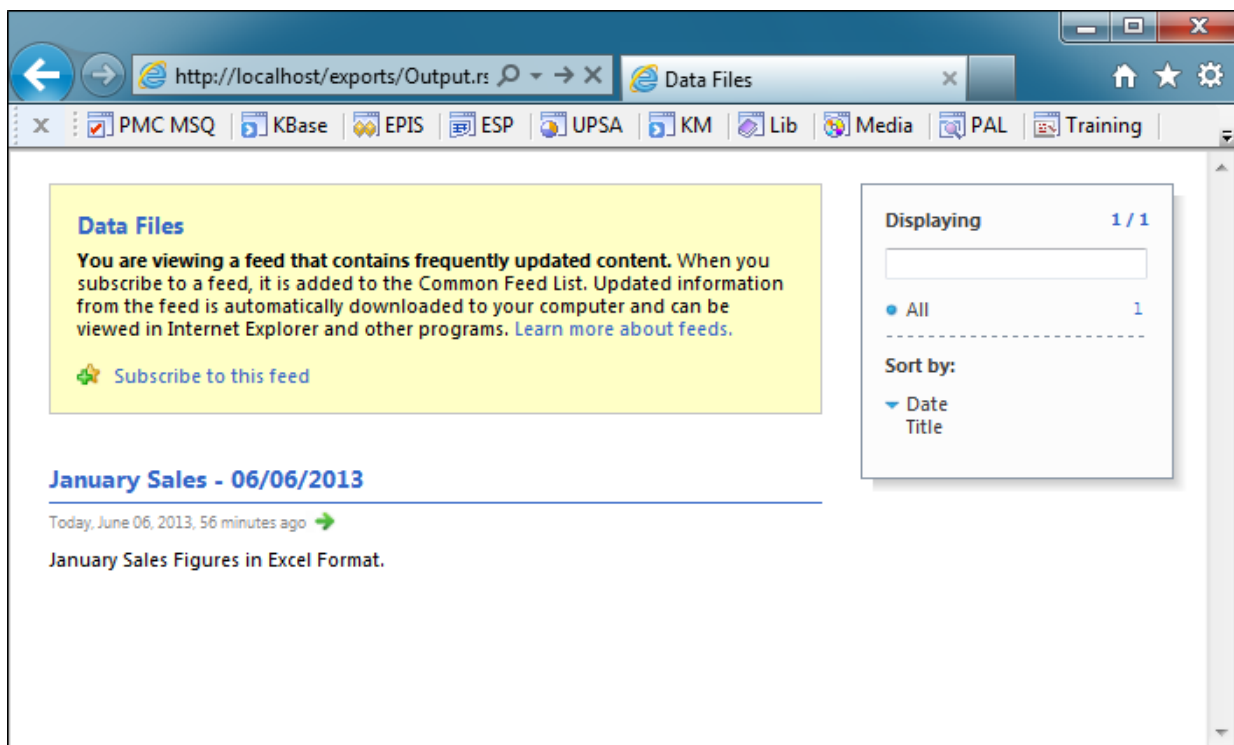 http://localhost/exports/Output.rs
Data Files
PMC MSQ KBase EPIS ESP UPSA KM Lib Media PAL Training
Data Files
You are viewing a feed that contains frequently updated content. When you
subscribe to a feed, it is added to the Common Feed List. Updated information
from the feed is automatically downloaded to your computer and can be
viewed in Internet Explorer and other programs. Learn more about feeds.
Subscribe to this feed
Displaying 1 / 1
All 1
Sort by:
Date
Title
January Sales - 06/06/2013
Today, June 06, 2013, 56 minutes ago
January Sales Figures in Excel Format.